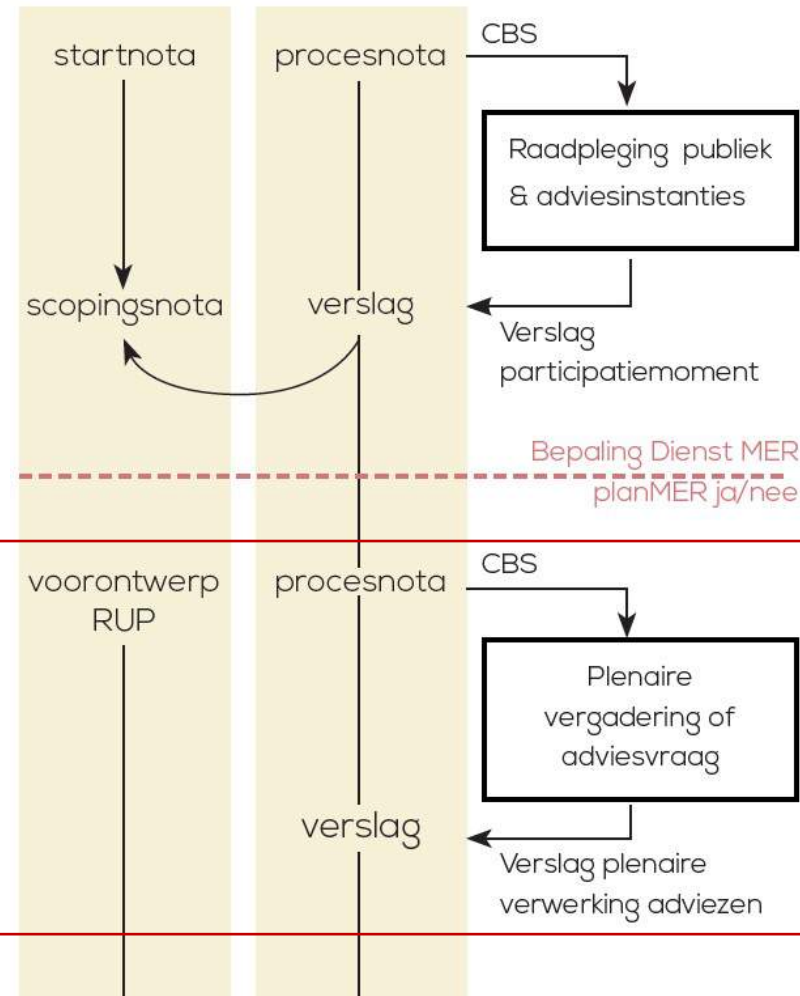 startnota
procesnota
CBS
Raadpleging publiek
& adviesinstanties
scopingsnota
verslag
Verslag
participatiemoment
Bepaling Dienst MER
planMER ja/nee
voorontwerp
RUP
procesnota
CBS
Plenaire
vergadering of
adviesvraag
verslag
Verslag plenaire
verwerking adviezen